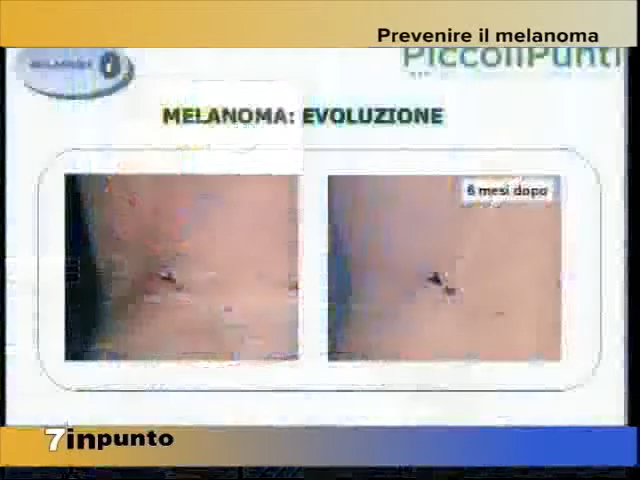 Prevenire il melanoma
PiccoliPunti
MELANOMA: EVOLUZIONE
6 mesi dopo
7inpunto